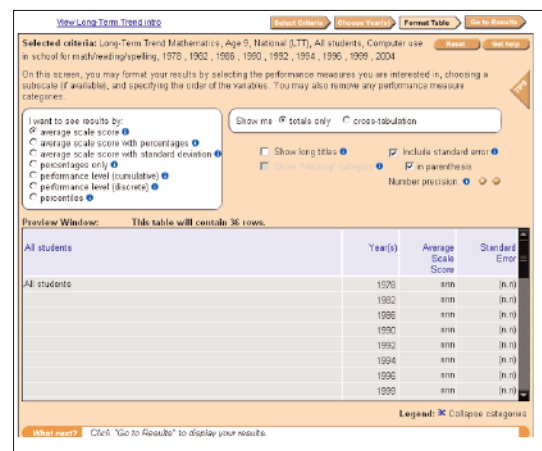 View Long-Term Trend Intro
Select Criteria Choose Year(s) Format Table Go to Results
Selected criteria: Long-Term Trend Mathematics, Age 9, National (LTT), All students, Computer use
in school for math/reading/spelling, 1978 , 1982 , 1986 , 1990 , 1992 , 1994 , 1996 , 1999 , 2004
Reset Get help
On this screen, you may format your results by selecting the performance measures you are interested in, choosing a
subscale (if available), and specifying the order of the variables. You may also remove any performance measure
categories.
I want to see results by:
average scale score
average scale score with percentages
average scale score with standard deviation
percentages only
performance level (cumulative)
performance level (discrete)
percentiles
Show me totals only cross-tabulation
Show long titles Include standard error
Show "Missing" category in parenthesis
Number precision:
Preview Window: This table will contain 36 rows.
All students Year(s) Average Scale Score Standard Error
All students 1978 nnn (n.n)
1982 nnn (n.n)
1986 nnn (n.n)
1990 nnn (n.n)
1992 nnn (n.n)
1994 nnn (n.n)
1996 nnn (n.n)
1999 nnn (n.n)
Legend: Collapse categories
What next? Click "Go to Results" to display your results.